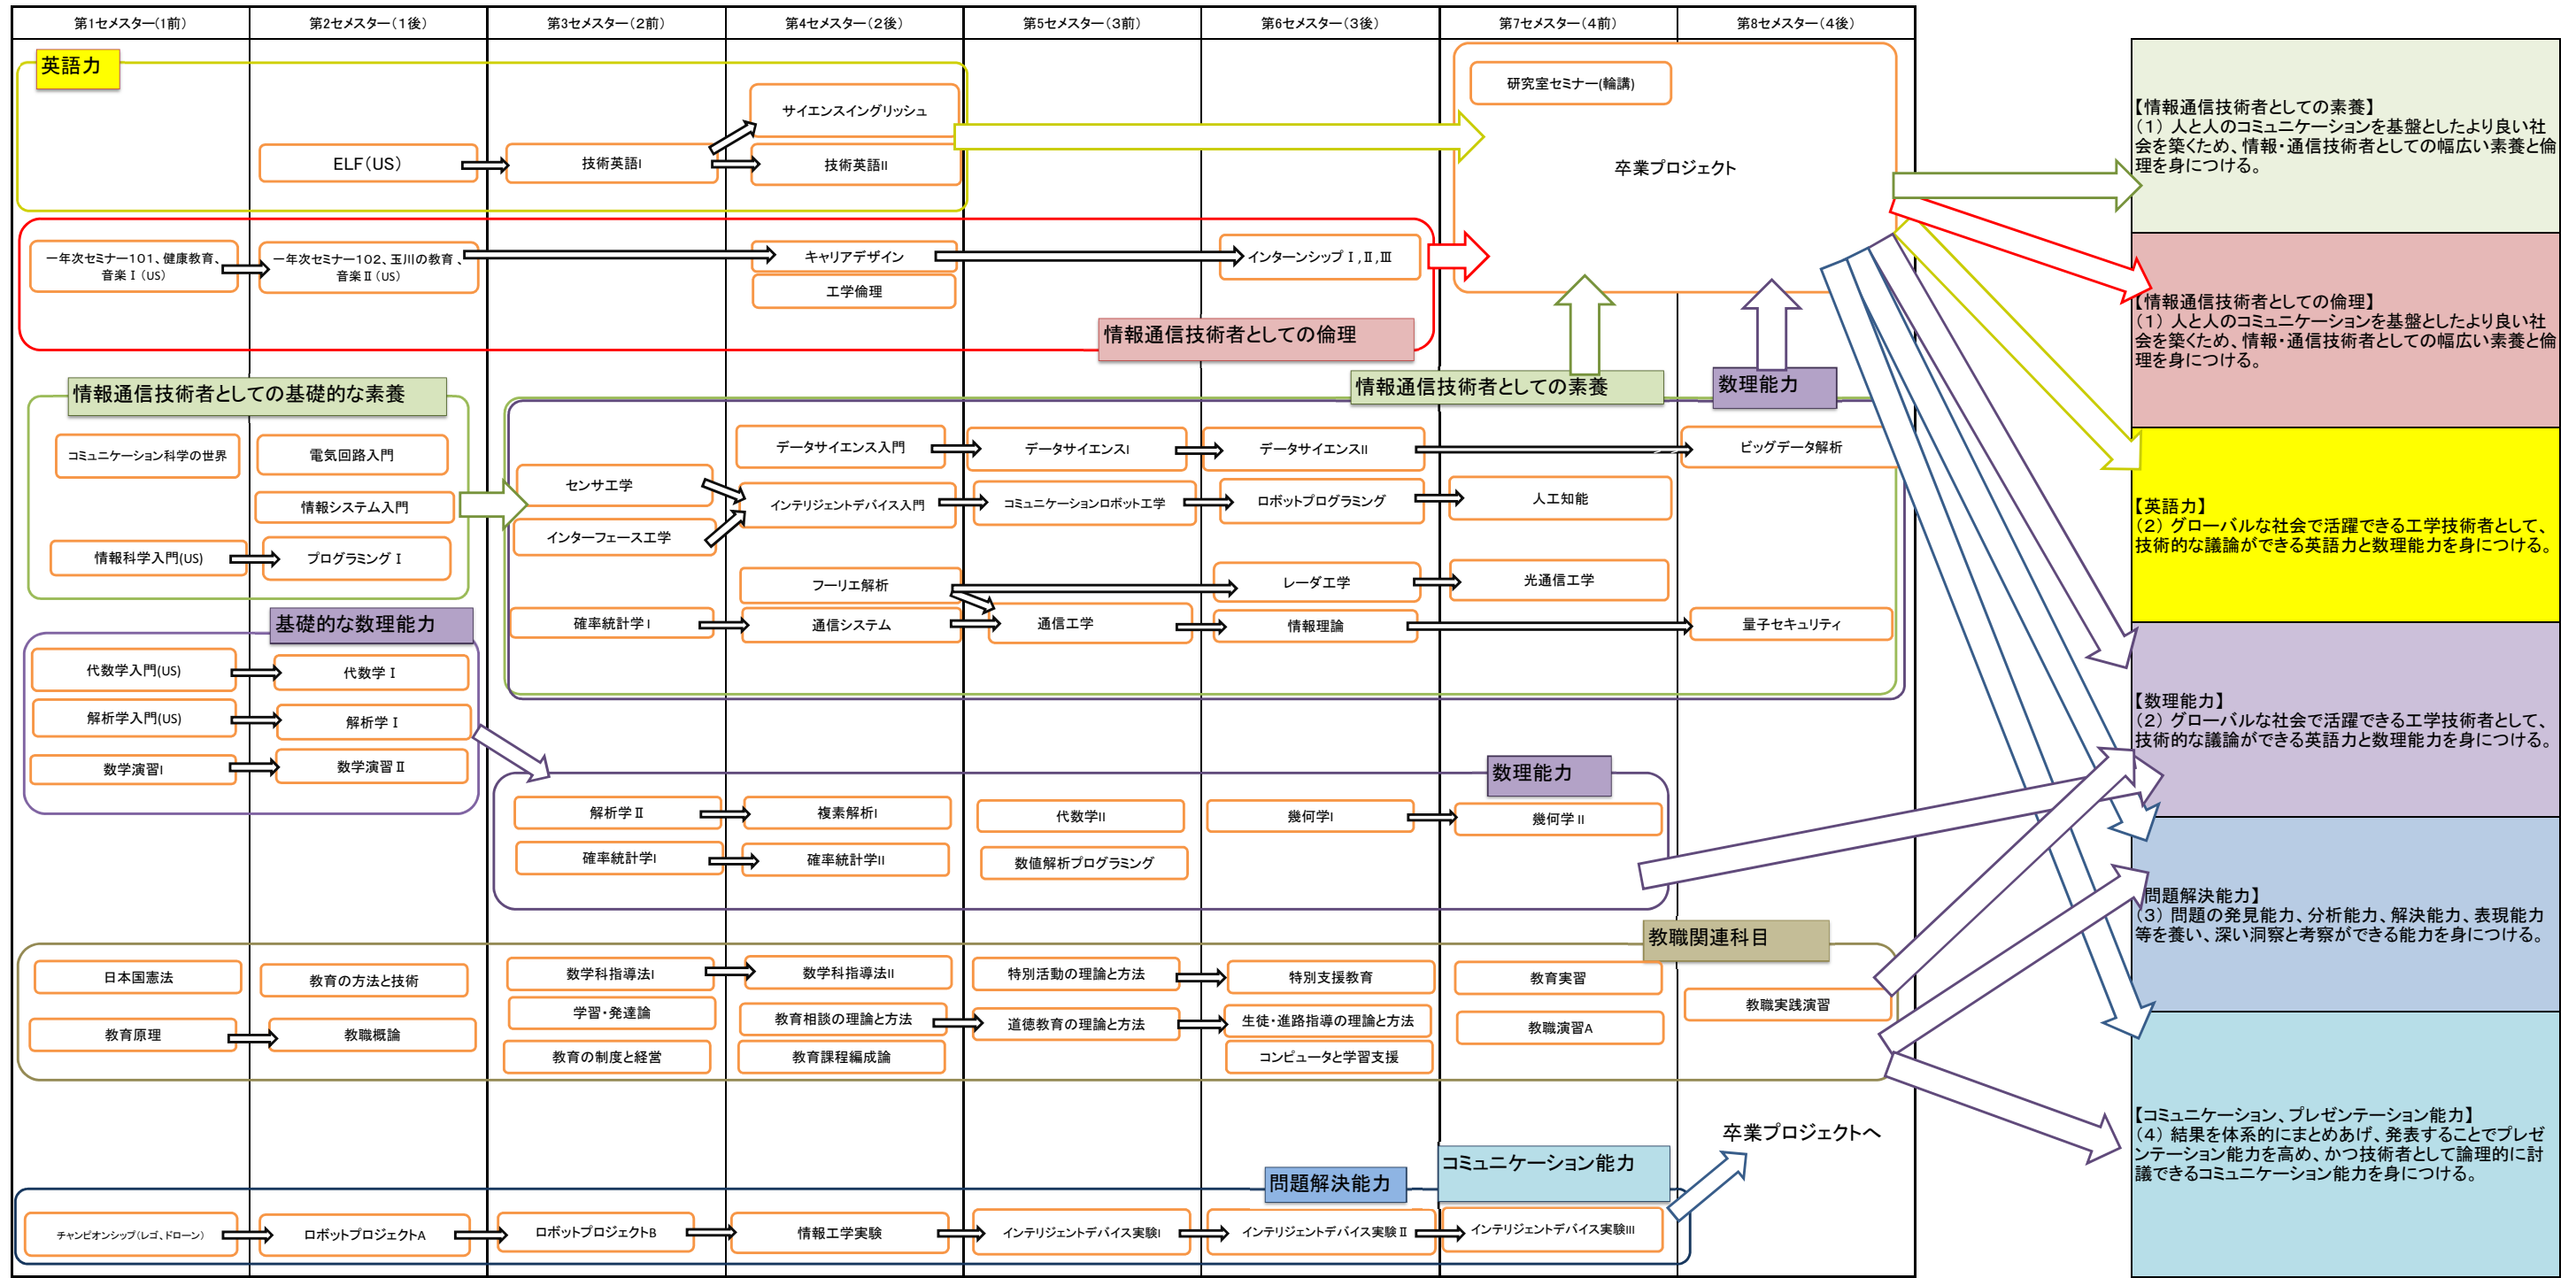 第1セメスター(1前)
第2セメスター(1後)
第3セメスター(2前)
第4セメスター(2後)
第5セメスター(3前)
第6セメスター(3後)
第7セメスター(4前)
第8セメスター(4後)
英語力
サイエンスイングリッシュ
ELF(US)
技術英語I
技術英語II
研究室セミナー(輪講)
卒業プロジェクト
一年次セミナー101、健康教育、
音楽Ⅰ(US)
一年次セミナー102、玉川の教育、
音楽Ⅱ(US)
キャリアデザイン
工学倫理
インターンシップⅠ,Ⅱ,Ⅲ
情報通信技術者としての倫理
情報通信技術者としての基礎的な素養
情報通信技術者としての素養
数理能力
コミュニケーション科学の世界
電気回路入門
情報システム入門
情報科学入門(US)
プログラミングⅠ
データサイエンス入門
データサイエンスI
データサイエンスII
ビッグデータ解析
センサ工学
インターフェース工学
インテリジェントデバイス入門
コミュニケーションロボット工学
ロボットプログラミング
人工知能
フーリエ解析
レーダ工学
光通信工学
確率統計学Ⅰ
通信システム
通信工学
情報理論
量子セキュリティ
基礎的な数理能力
代数学入門(US)
代数学Ⅰ
解析学入門(US)
解析学Ⅰ
数学演習I
数学演習Ⅱ
数理能力
解析学Ⅱ
複素解析I
代数学II
幾何学I
幾何学Ⅱ
確率統計学I
確率統計学II
数値解析プログラミング
教職関連科目
日本国憲法
教育の方法と技術
数学科指導法I
数学科指導法II
特別活動の理論と方法
特別支援教育
教育実習
学習・発達論
教職実践演習
教育原理
教職概論
教育相談の理論と方法
道徳教育の理論と方法
生徒・進路指導の理論と方法
教職演習A
教育の制度と経営
教育課程編成論
コンピュータと学習支援
卒業プロジェクトへ
問題解決能力
コミュニケーション能力
チャンピオンシップ(レゴ、ドローン)
ロボットプロジェクトA
ロボットプロジェクトB
情報工学実験
インテリジェントデバイス実験I
インテリジェントデバイス実験Ⅱ
インテリジェントデバイス実験III
【情報通信技術者としての素養】
(1) 人と人のコミュニケーションを基盤としたより良い社
会を築くため、情報・通信技術者としての幅広い素養と倫
理を身につける。
【情報通信技術者としての倫理】
(1) 人と人のコミュニケーションを基盤としたより良い社
会を築くため、情報・通信技術者としての幅広い素養と倫
理を身につける。
【英語力】
(2) グローバルな社会で活躍できる工学技術者として、
技術的な議論ができる英語力と数理能力を身につける。
【数理能力】
(2) グローバルな社会で活躍できる工学技術者として、
技術的な議論ができる英語力と数理能力を身につける。
問題解決能力】
(3) 問題の発見能力、分析能力、解決能力、表現能力
等を養い、深い洞察と考察ができる能力を身につける。
【コミュニケーション、プレゼンテーション能力】
(4) 結果を体系的にまとめあげ、発表することでプレゼ
ンテーション能力を高め、かつ技術者として論理的に討
議できるコミュニケーション能力を身につける。